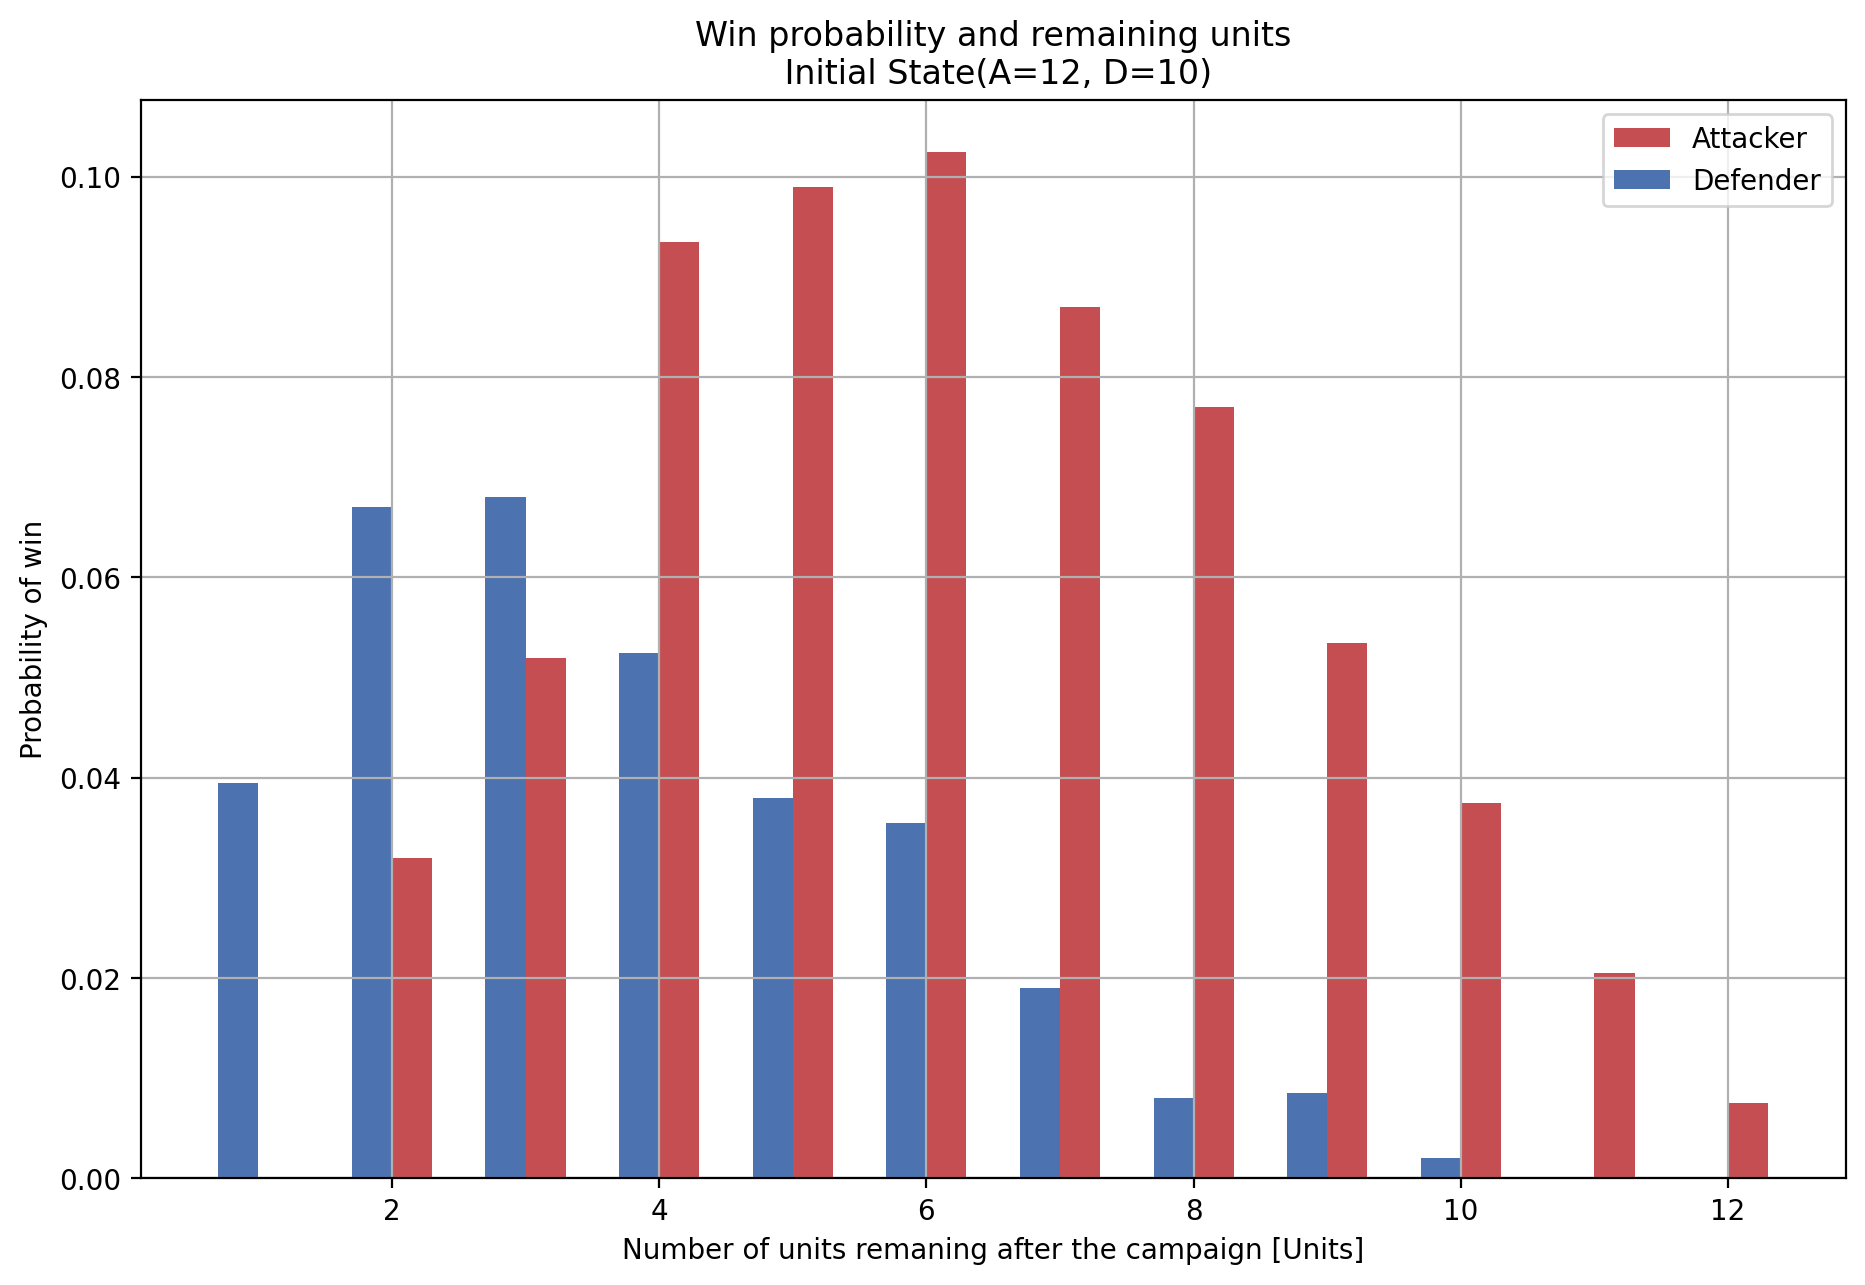 Win probability and remaining units
Initial State(A=12, D=10)
Attacker
Defender
0.10
0.08
0.06
0.04
0.02
0.00
Probability of win
2 4 6 8 10 12
Number of units remaning after the campaign [Units]